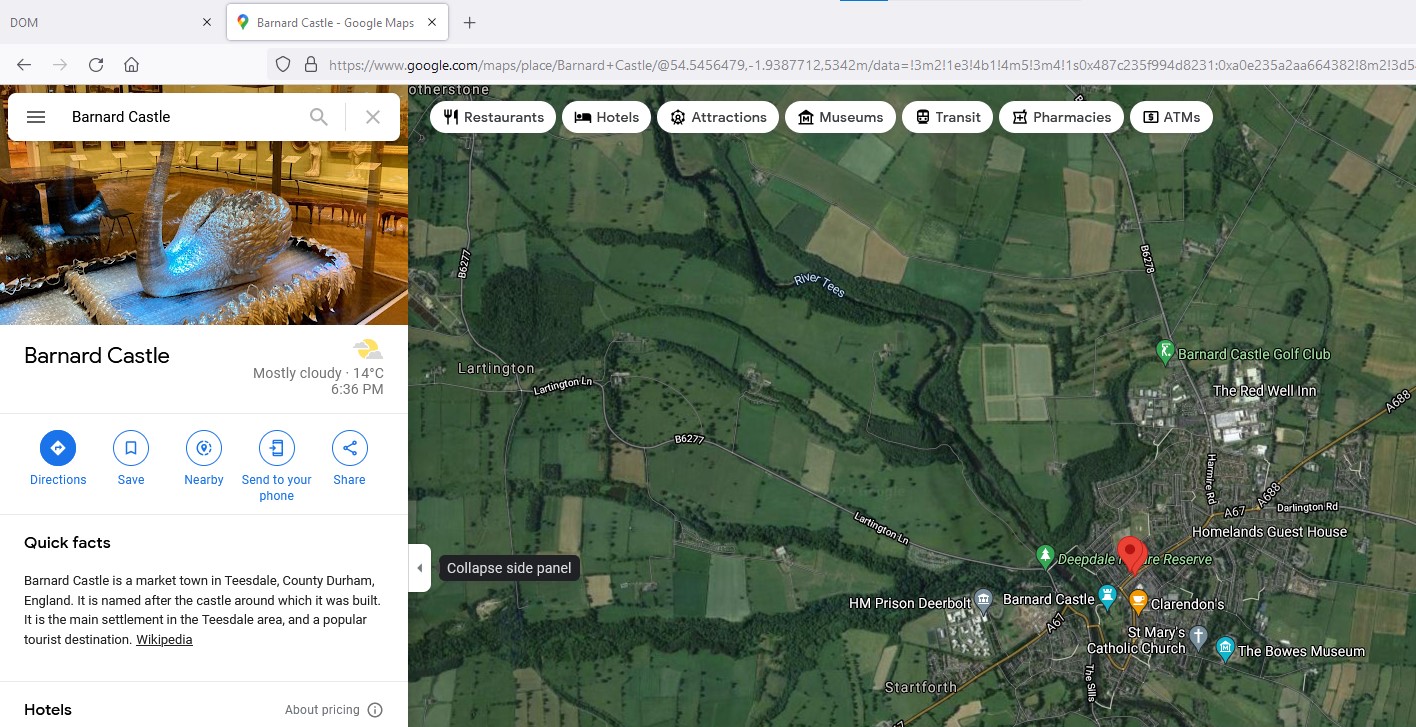 DOM
Barnard Castle - Google Maps
https://www.google.com/maps/place/Barnard+Castle/@54.5456479,-1.9387712,5342m/data=!3m2!1e3!4b1!4m5!3m4!1s0x487c235f994d8231:0xa0e235a2aa664382!8m2!3d5
Barnard Castle
Restaurants
Hotels
Attractions
Museums
Transit
Pharmacies
ATMs
Barnard Castle
Mostly cloudy · 14°C
6:36 PM
Directions
Save
Nearby
Send to your
phone
Share
Quick facts
Barnard Castle is a market town in Teesdale, County Durham,
England. It is named after the castle around which it was built.
It is the main settlement in the Teesdale area, and a popular
tourist destination. Wikipedia
Hotels
About pricing
Collapse side panel
otherstone
B6277
River Tees
B6278
Lartington
Lartington Ln
B6277
Lartington Ln
Barnard Castle Golf Club
The Red Well Inn
A688
Harmire Rd
A688
A67
Darlington Rd
Homelands Guest House
Deepdale
re Reserve
HM Prison Deerbolt
Barnard Castle
Clarendon's
A67
St Mary's
Catholic Church
The Bowes Museum
The Sills
Startforth